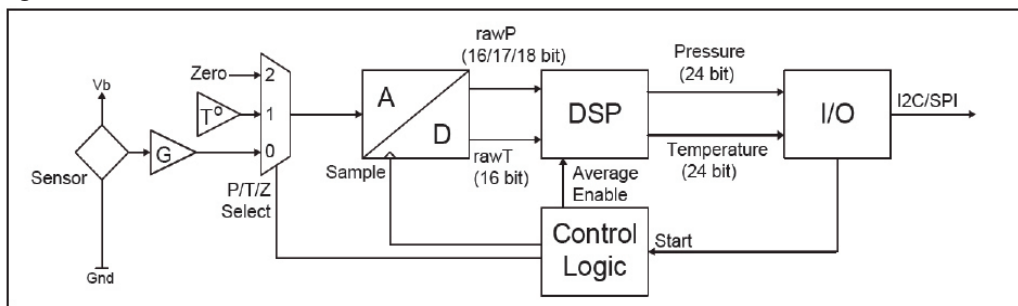 Vb
Sensor
Gnd
G
Zero
T°
2
1
0
P/T/Z
Select
A
D
Sample
rawP
(16/17/18 bit)
rawT
(16 bit)
DSP
Average
Enable
Control
Logic
Start
Pressure
(24 bit)
Temperature
(24 bit)
I/O
I2C/SPI